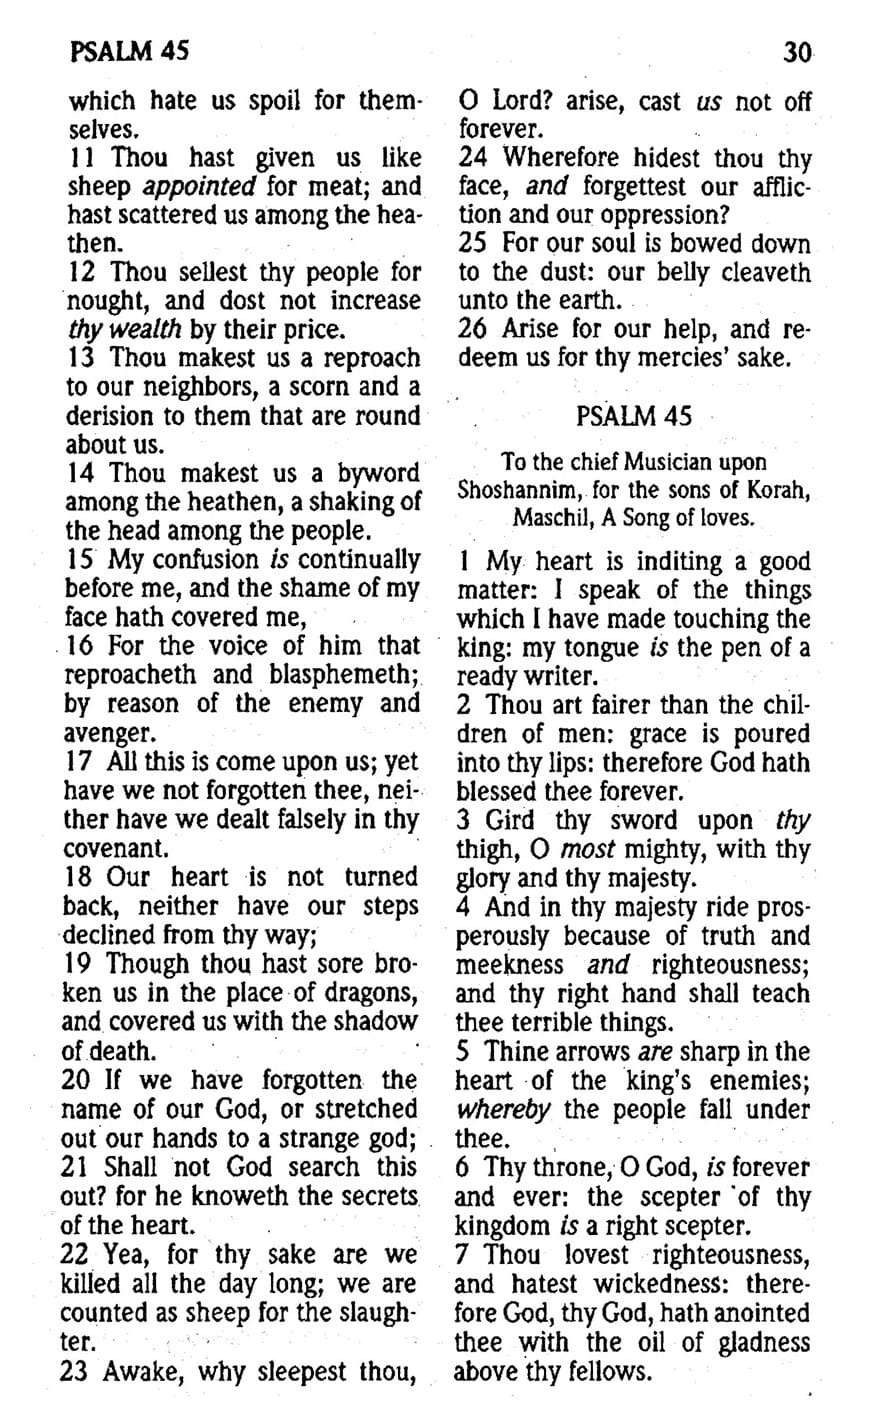 PSALM 45
30
which hate us spoil for them-
selves.
11 Thou hast given us like
sheep appointed for meat; and
hast scattered us among the hea-
then.
12 Thou sellest thy people for
nought, and dost not increase
thy wealth by their price.
13 Thou makest us a reproach
to our neighbors, a scorn and a
derision to them that are round
about us.
14 Thou makest us a byword
among the heathen, a shaking of
the head among the people.
15 My confusion is continually
before me, and the shame of my
face hath covered me,
16 For the voice of him that
reproacheth and blasphemeth;
by reason of the enemy and
avenger.
17 All this is come upon us; yet
have we not forgotten thee, nei-
ther have we dealt falsely in thy
covenant.
18 Our heart is not turned
back, neither have our steps
declined from thy way;
19 Though thou hast sore bro-
ken us in the place of dragons,
and covered us with the shadow
of death.
20 If we have forgotten the
name of our God, or stretched
out our hands to a strange god;
21 Shall not God search this
out? for he knoweth the secrets
of the heart.
22 Yea, for thy sake are we
killed all the day long; we are
counted as sheep for the slaugh-
ter.
23 Awake, why sleepest thou,
O Lord? arise, cast us not off
forever.
24 Wherefore hidest thou thy
face, and forgettest our afflic-
tion and our oppression?
25 For our soul is bowed down
to the dust: our belly cleaveth
unto the earth.
26 Arise for our help, and re-
deem us for thy mercies' sake.
PSALM 45
To the chief Musician upon
Shoshannim, for the sons of Korah,
Maschil, A Song of loves.
1 My heart is inditing a good
matter: I speak of the things
which I have made touching the
king: my tongue is the pen of a
ready writer.
2 Thou art fairer than the chil-
dren of men: grace is poured
into thy lips: therefore God hath
blessed thee forever.
3 Gird thy sword upon thy
thigh, O most mighty, with thy
glory and thy majesty.
4 And in thy majesty ride pros-
perously because of truth and
meekness and righteousness;
and thy right hand shall teach
thee terrible things.
5 Thine arrows are sharp in the
heart of the king's enemies;
whereby the people fall under
thee.
6 Thy throne, O God, is forever
and ever: the scepter of thy
kingdom is a right scepter.
7 Thou lovest righteousness,
and hatest wickedness: there-
fore God, thy God, hath anointed
thee with the oil of gladness
above thy fellows.